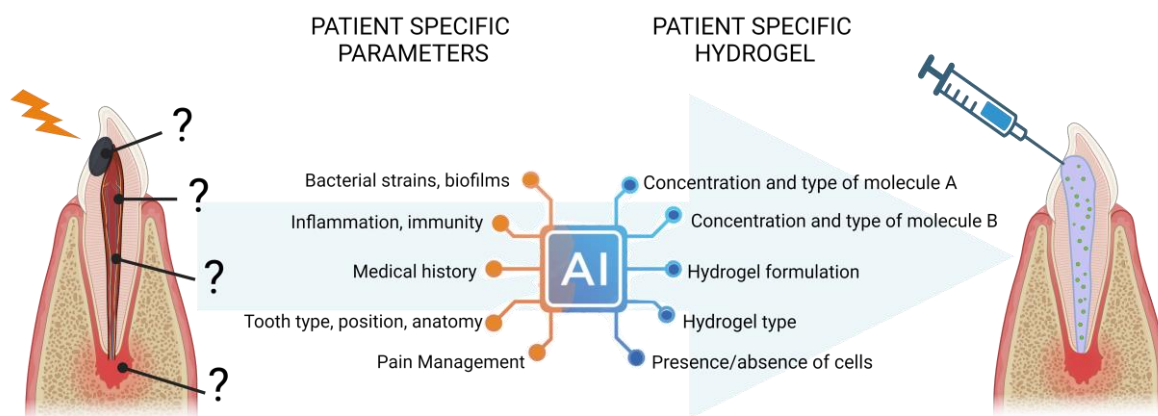 PATIENT SPECIFIC
PARAMETERS
PATIENT SPECIFIC
HYDROGEL
?
?
?
?
Bacterial strains, biofilms
Inflammation, immunity
Medical history
Tooth type, position, anatomy
Pain Management
AI
Concentration and type of molecule A
Concentration and type of molecule B
Hydrogel formulation
Hydrogel type
Presence/absence of cells